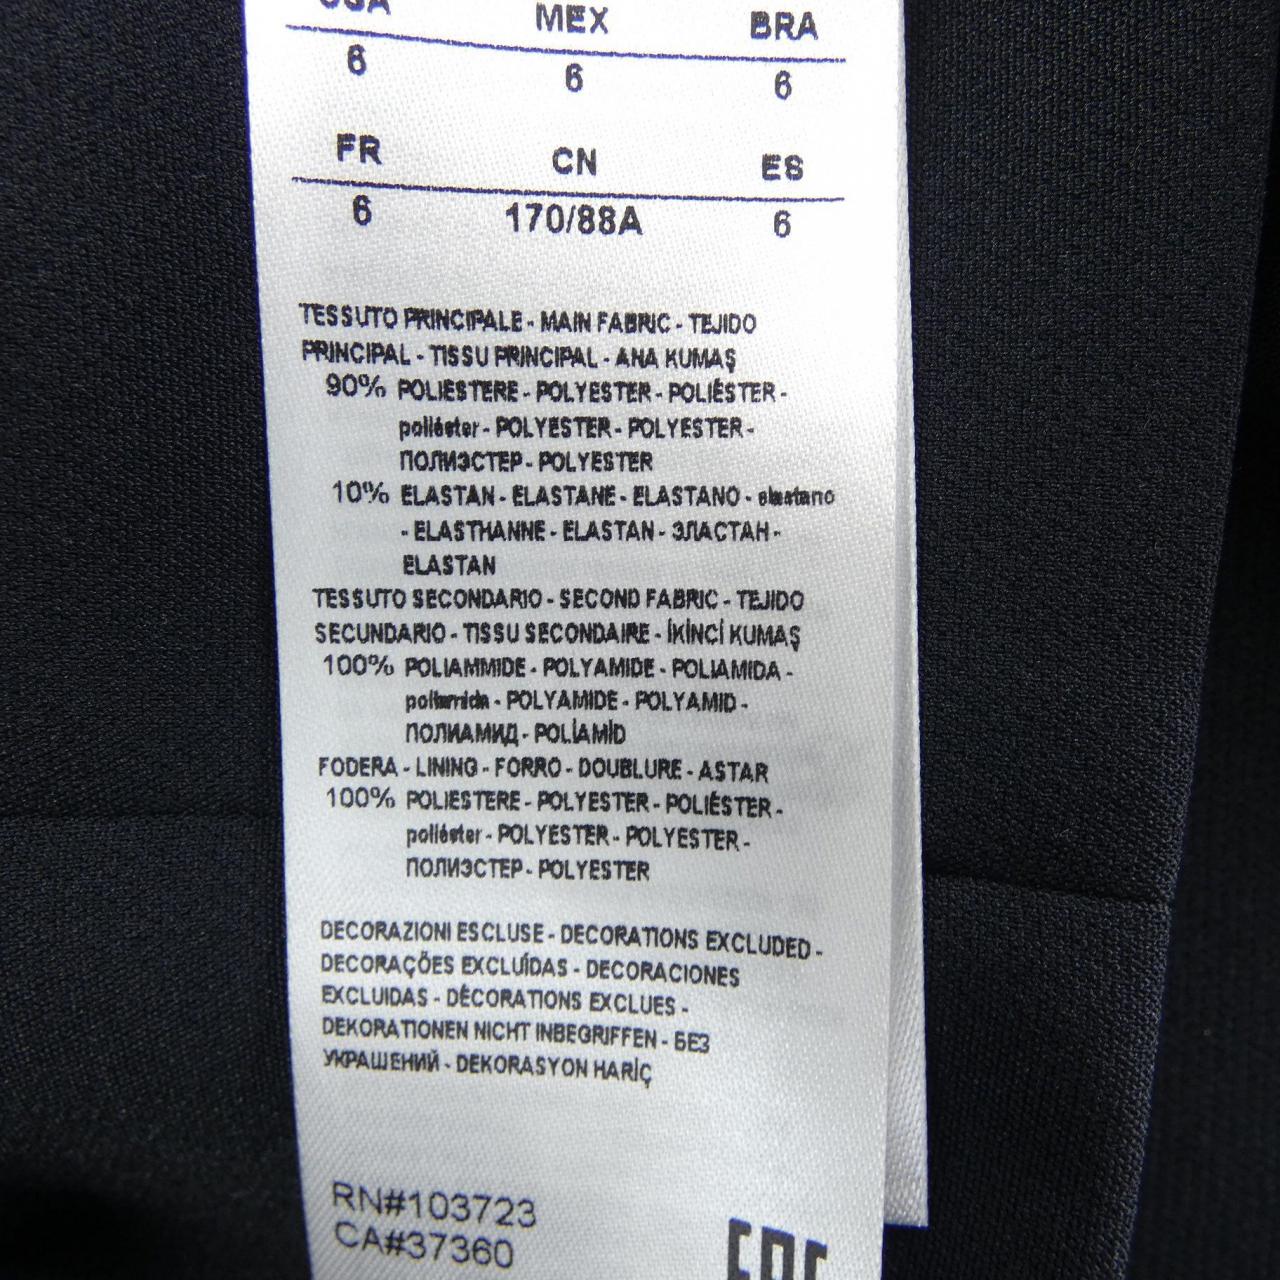 USA MEX BRA
6 6 6
FR CN ES
6 170/88A 6
TESSUTO PRINCIPALE - MAIN FABRIC - TEJIDO
PRINCIPAL - TISSU PRINCIPAL - ANA KUMAŞ
90% POLIESTERE - POLYESTER - POLIÉSTER -
poliéster - POLYESTER - POLYESTER -
ПОЛИЭСТЕР - POLYESTER
10% ELASTAN - ELASTANE - ELASTANO - elastano
- ELASTHANNE - ELASTAN - ЭЛАСТАН -
ELASTAN
TESSUTO SECONDARIO - SECOND FABRIC - TEJIDO
SECUNDARIO - TISSU SECONDAIRE - İKİNCİ KUMAŞ
100% POLIAMMIDE - POLYAMIDE - POLIAMIDA -
poliamida - POLYAMIDE - POLYAMID -
ПОЛИАМИД - POLİAMİD
FODERA - LINING - FORRO - DOUBLURE - ASTAR
100% POLIESTERE - POLYESTER - POLIÉSTER -
poliéster - POLYESTER - POLYESTER -
ПОЛИЭСТЕР - POLYESTER
DECORAZIONI ESCLUSE - DECORATIONS EXCLUDED -
DECORAÇÕES EXCLUÍDAS - DECORACIONES
EXCLUIDAS - DÉCORATIONS EXCLUES -
DEKORATIONEN NICHT INBEGRIFFEN - БЕЗ
УКРАШЕНИЙ - DEKORASYON HARİÇ
RN#103723
CA#37360
EAC